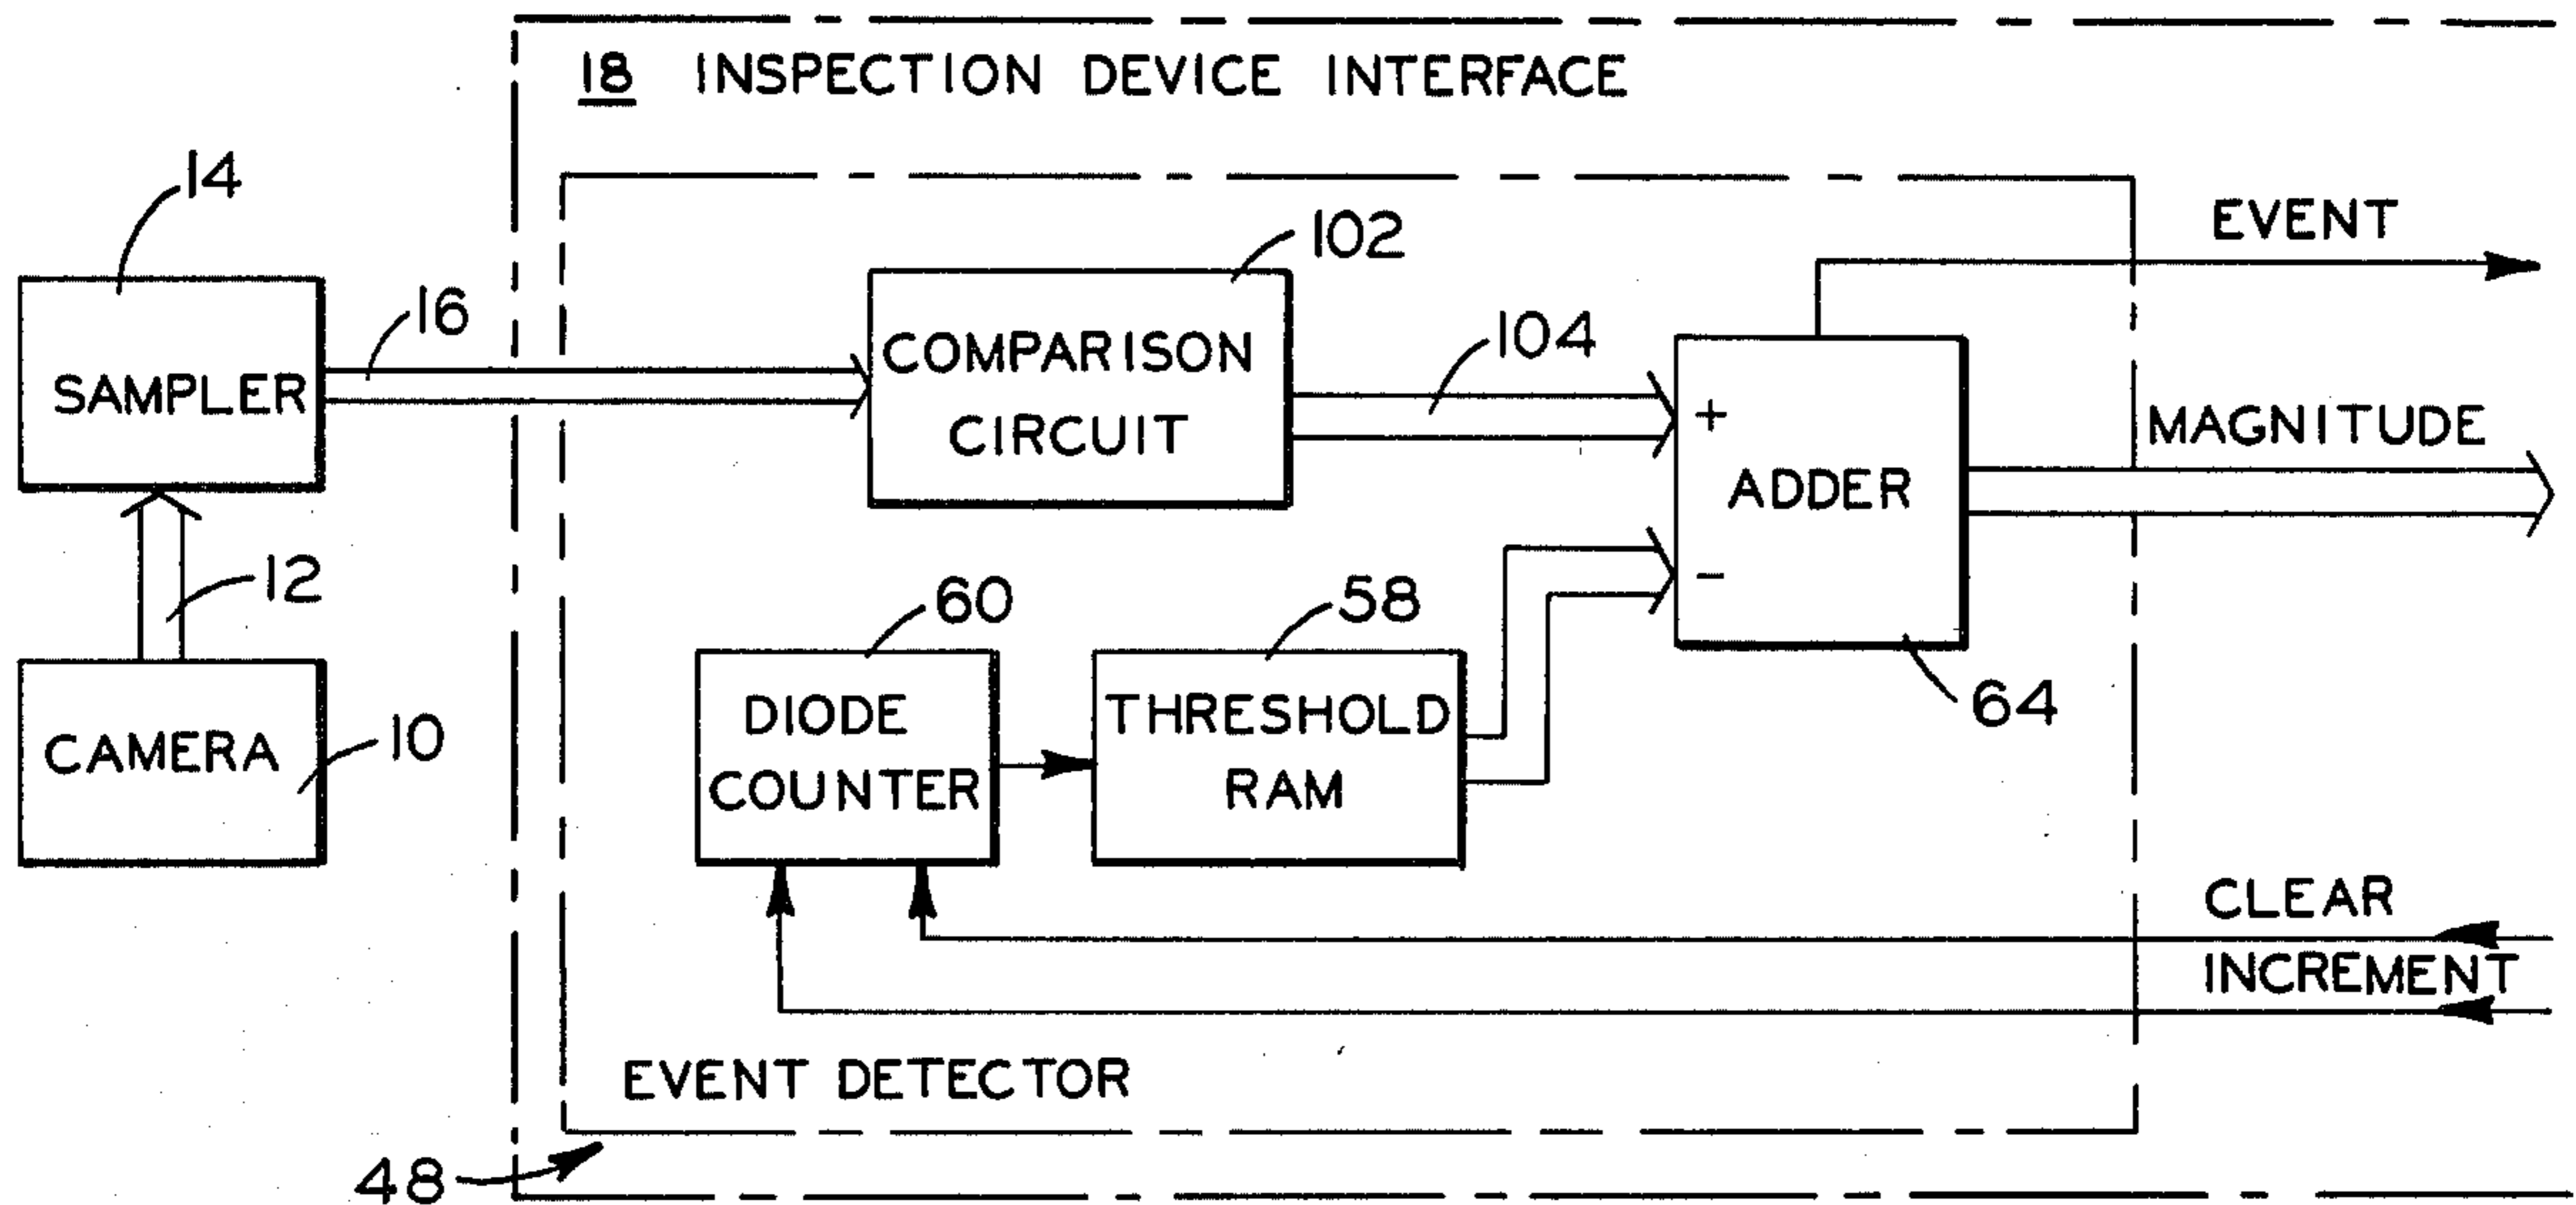 18 INSPECTION DEVICE INTERFACE
14
SAMPLER
16
12
CAMERA
10
102
COMPARISON
CIRCUIT
104
+
-
ADDER
64
EVENT
MAGNITUDE
60
DIODE
COUNTER
58
THRESHOLD
RAM
CLEAR
INCREMENT
EVENT DETECTOR
48